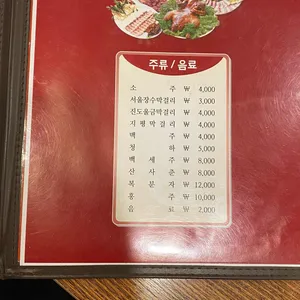 주류 / 음료
소 주 ₩ 4,000
서울장수막걸리 ₩ 3,000
진도울금막걸리 ₩ 4,000
지평막걸리 ₩ 4,000
맥 주 ₩ 4,000
청 하 ₩ 5,000
백 세 주 ₩ 8,000
산 사 춘 ₩ 8,000
복 분 자 ₩ 12,000
홍 주 ₩ 10,000
음 료 ₩ 2,000